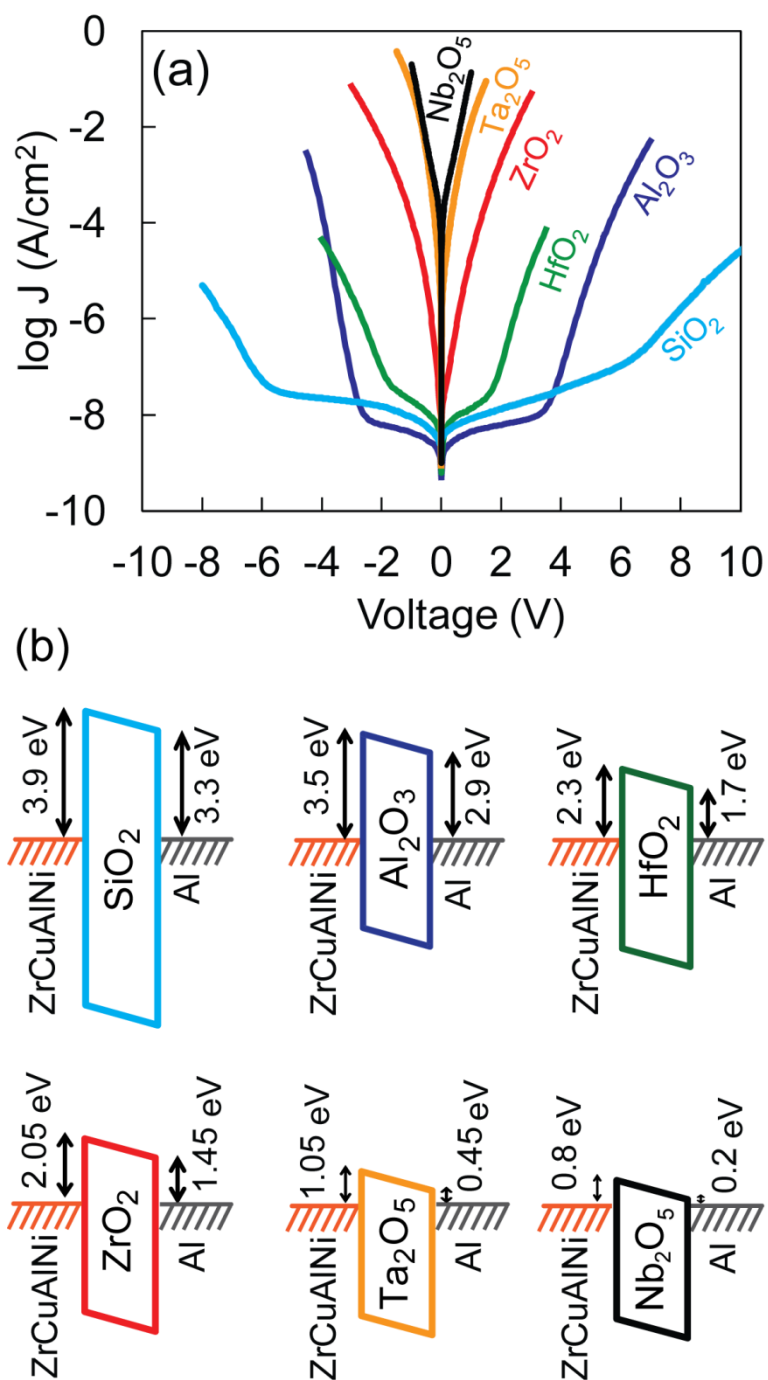 (a)
log J (A/cm²)
0
-2
-4
-6
-8
-10
Nb₂O₅
Ta₂O₅
ZrO₂
HfO₂
Al₂O₃
SiO₂
-10 -8 -6 -4 -2 0 2 4 6 8 10
Voltage (V)
(b)
3.9 eV
3.3 eV
SiO₂
ZrCuAlNi
Al
3.5 eV
2.9 eV
Al₂O₃
ZrCuAlNi
Al
2.3 eV
1.7 eV
HfO₂
ZrCuAlNi
Al
2.05 eV
1.45 eV
ZrO₂
ZrCuAlNi
Al
1.05 eV
0.45 eV
Ta₂O₅
ZrCuAlNi
Al
0.8 eV
0.2 eV
Nb₂O₅
ZrCuAlNi
Al